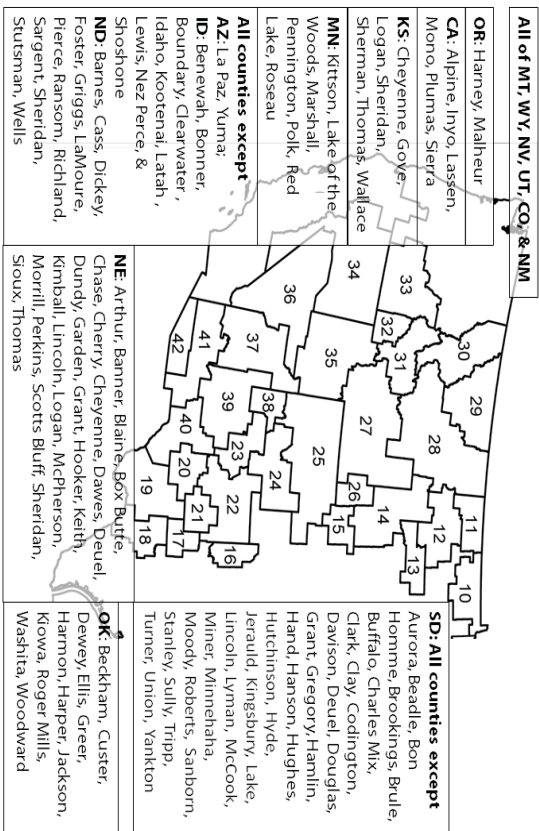 All of MT, WY, NV, UT, CO, & NM
OR: Harney, Malheur
CA: Alpine, Inyo, Lassen,
Mono, Plumas, Sierra
KS: Cheyenne, Gove,
Logan, Sheridan,
Sherman, Thomas, Wallace
MN: Kittson, Lake of the
Woods, Marshall,
Pennington, Polk, Red
Lake, Roseau
All counties except
AZ: La Paz, Yuma;
ID: Benewah, Bonner,
Boundary, Clearwater ,
Idaho, Kootenai, Latah ,
Lewis, Nez Perce, &
Shoshone
ND: Barnes, Cass, Dickey,
Foster, Griggs, LaMoure,
Pierce, Ransom, Richland,
Sargent, Sheridan,
Stutsman, Wells
NE: Arthur, Banner, Blaine, Box Butte,
Chase, Cherry, Cheyenne, Dawes, Deuel,
Dundy, Garden, Grant, Hooker, Keith,
Kimball, Lincoln, Logan, McPherson,
Morrill, Perkins, Scotts Bluff, Sheridan,
Sioux, Thomas
SD: All counties except
Aurora, Beadle, Bon
Homme, Brookings, Brule,
Buffalo, Charles Mix,
Clark, Clay, Codington,
Davison, Deuel, Douglas,
Grant, Gregory, Hamlin,
Hand, Hanson, Hughes,
Hutchinson, Hyde,
Jerauld, Kingsbury, Lake,
Lincoln, Lyman, McCook,
Miner, Minnehaha,
Moody, Roberts, Sanborn,
Stanley, Sully, Tripp,
Turner, Union, Yankton
OK: Beckham, Custer,
Dewey, Ellis, Greer,
Harmon, Harper, Jackson,
Kiowa, Roger Mills,
Washita, Woodward
29
11
10
30
28
12
13
33
31
32
27
14
26
34
35
25
15
36
38
24
37
39
23
22
16
41
21
42
40
20
17
19
18